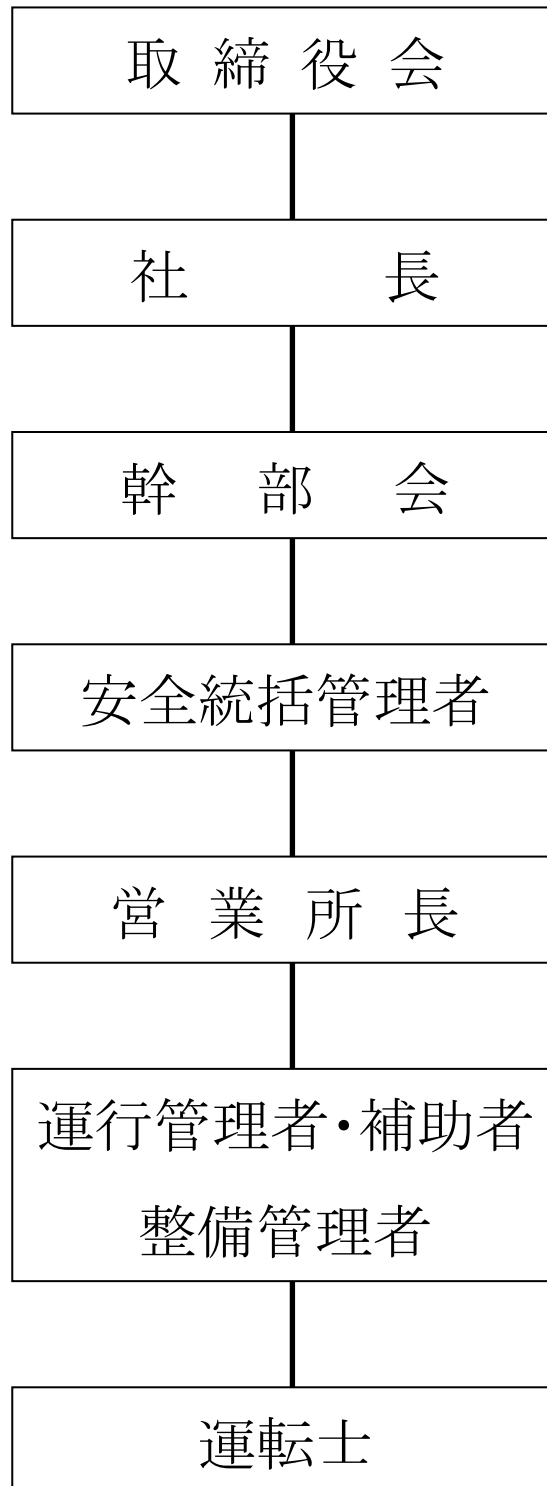 取締役会
社長
幹部会
安全統括管理者
営業所長
運行管理者・補助者
整備管理者
運転士